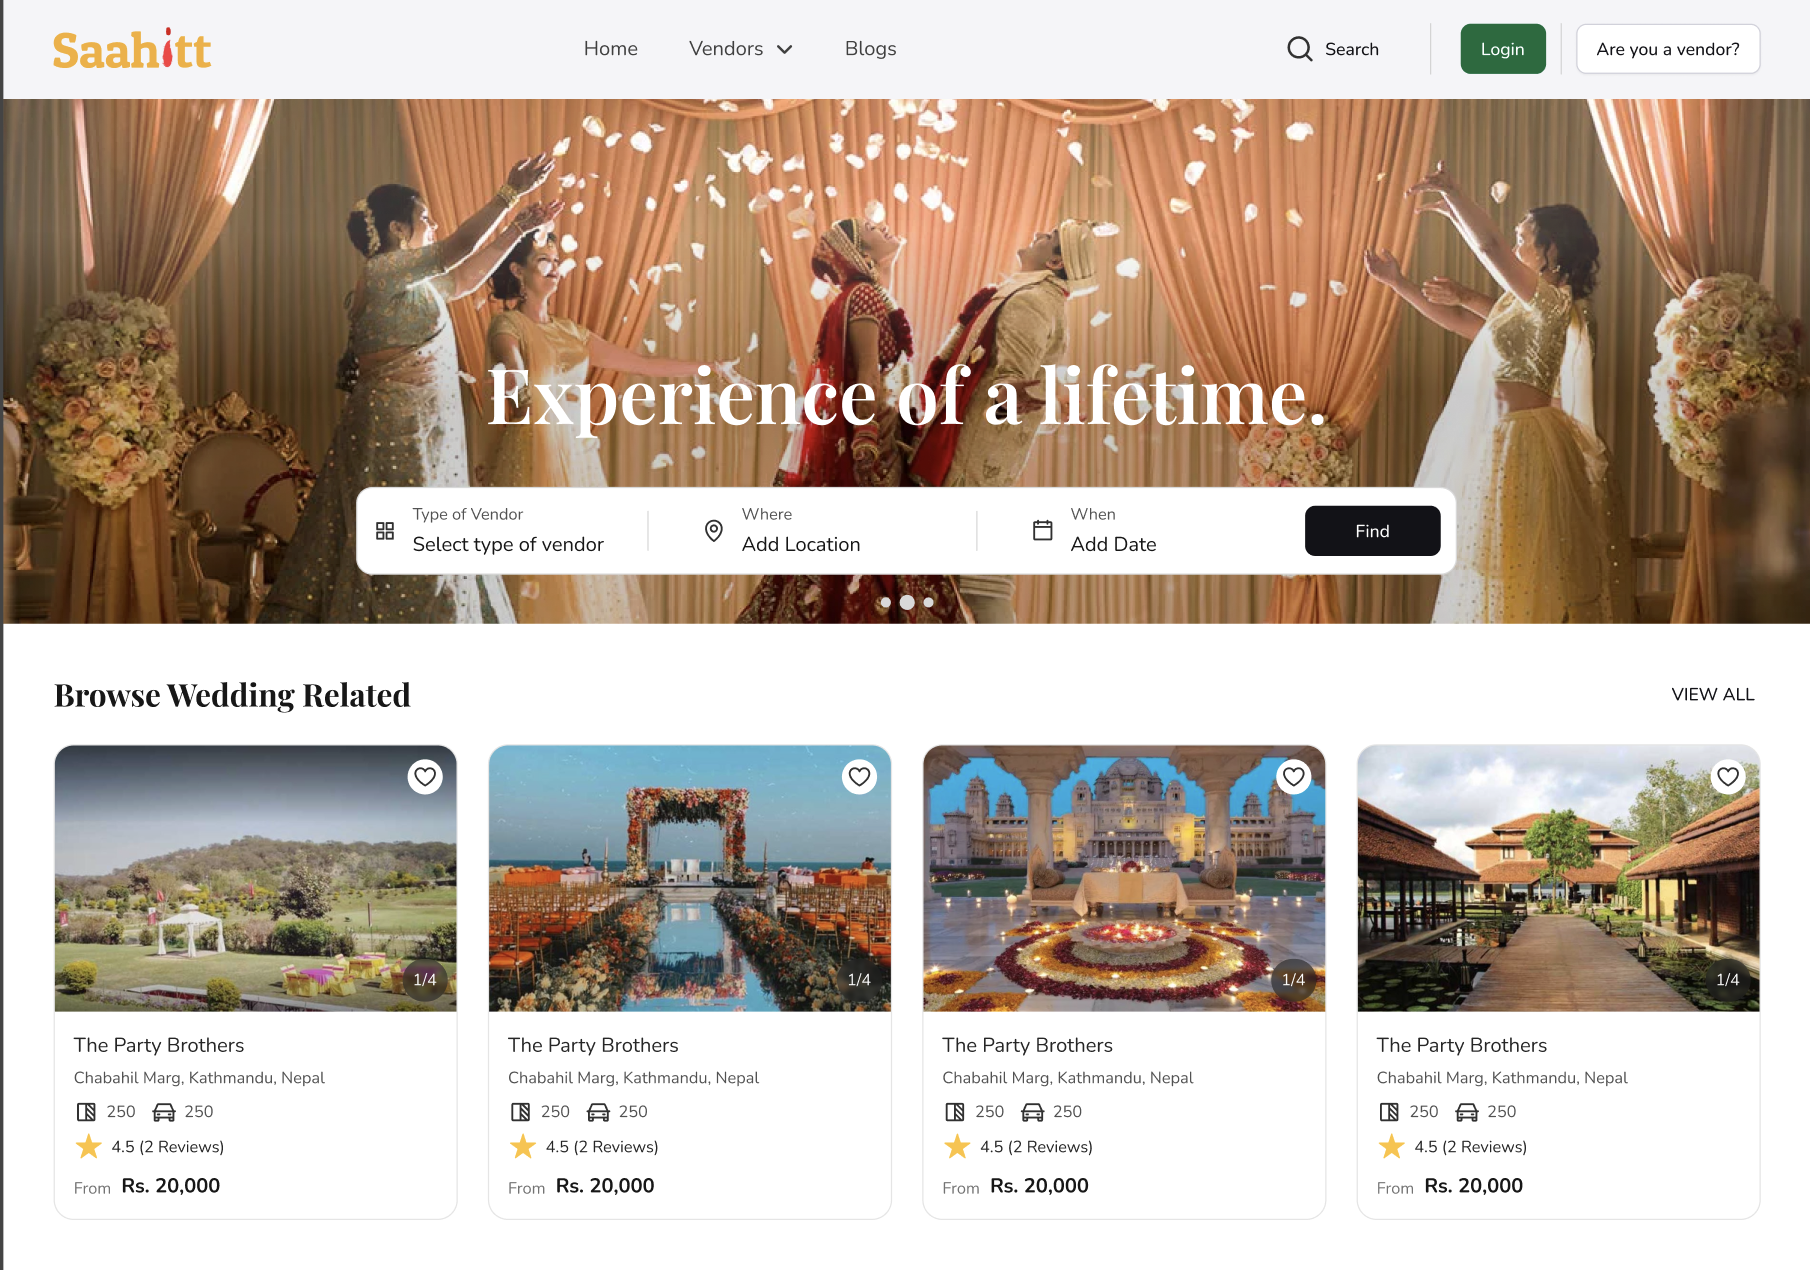 Saahitt
Home Vendors Blogs
Search
Login
Are you a vendor?
Experience of a lifetime.
Type of Vendor
Select type of vendor
Where
Add Location
When
Add Date
Find
Browse Wedding Related
VIEW ALL
1/4
The Party Brothers
Chabahil Marg, Kathmandu, Nepal
250 250
4.5 (2 Reviews)
From Rs. 20,000
1/4
The Party Brothers
Chabahil Marg, Kathmandu, Nepal
250 250
4.5 (2 Reviews)
From Rs. 20,000
1/4
The Party Brothers
Chabahil Marg, Kathmandu, Nepal
250 250
4.5 (2 Reviews)
From Rs. 20,000
1/4
The Party Brothers
Chabahil Marg, Kathmandu, Nepal
250 250
4.5 (2 Reviews)
From Rs. 20,000